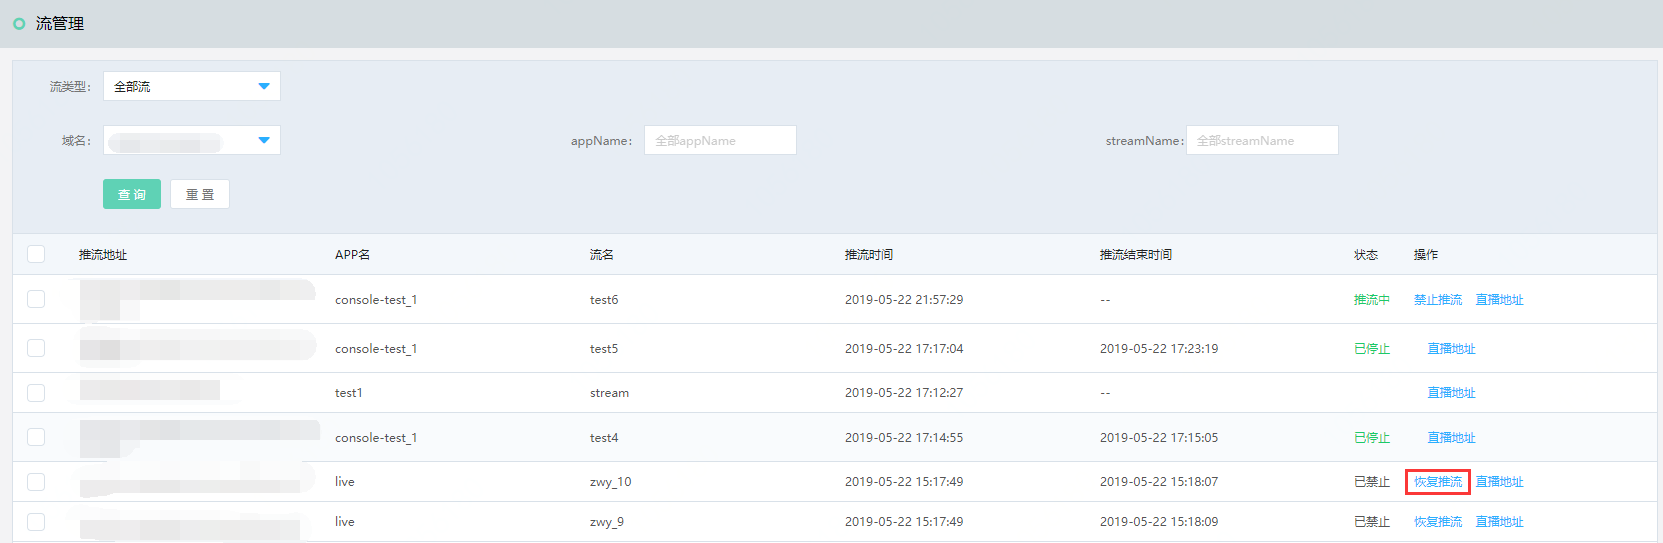 流管理
流类型: 全部流
域名: appName: 全部appName streamName: 全部streamName
查询 重置
推流地址 APP名 流名 推流时间 推流结束时间 状态 操作
console-test_1 test6 2019-05-22 21:57:29 -- 推流中 禁止推流 直播地址
console-test_1 test5 2019-05-22 17:17:04 2019-05-22 17:23:19 已停止 直播地址
test1 stream 2019-05-22 17:12:27 -- 直播地址
console-test_1 test4 2019-05-22 17:14:55 2019-05-22 17:15:05 已停止 直播地址
live zwy_10 2019-05-22 15:17:49 2019-05-22 15:18:07 已禁止 恢复推流 直播地址
live zwy_9 2019-05-22 15:17:49 2019-05-22 15:18:09 已禁止 恢复推流 直播地址